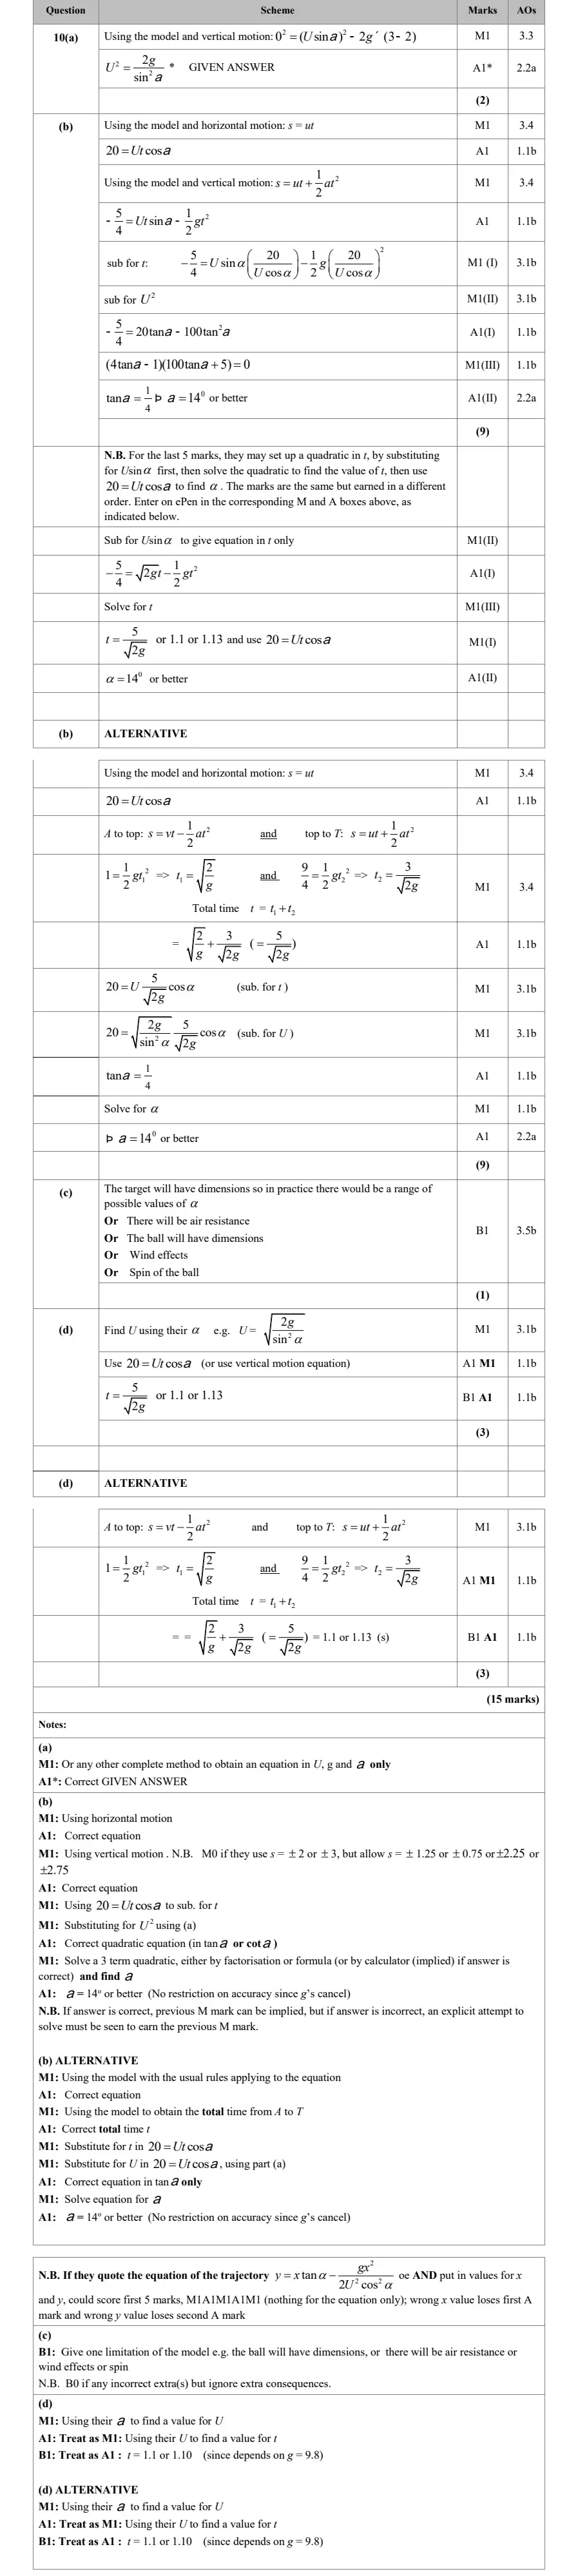 Question Scheme Marks AOs
10(a) Using the model and vertical motion: 0² = (U sin a)² - 2g ´ (3- 2) M1 3.3
U² = 2g / sin² a * GIVEN ANSWER A1* 2.2a
(2)
(b) Using the model and horizontal motion: s = ut M1 3.4
20 = Ut cos a A1 1.1b
Using the model and vertical motion: s = ut + 1/2 at² M1 3.4
- 5/4 = Ut sin a - 1/2 gt² A1 1.1b
sub for t: - 5/4 = U sin α (20 / U cos α) − 1/2 g (20 / U cos α)² M1 (I) 3.1b
sub for U² M1(II) 3.1b
- 5/4 = 20 tan a - 100 tan² a A1(I) 1.1b
(4 tan a - 1)(100 tan a + 5) = 0 M1(III) 1.1b
tan a = 1/4 Þ a = 14⁰ or better A1(II) 2.2a
(9)
N.B. For the last 5 marks, they may set up a quadratic in t, by substituting
for U sin α first, then solve the quadratic to find the value of t, then use
20 = Ut cos a to find α . The marks are the same but earned in a different
order. Enter on ePen in the corresponding M and A boxes above, as
indicated below.
Sub for U sin α to give equation in t only M1(II)
− 5/4 = √2g t − 1/2 gt² A1(I)
Solve for t M1(III)
t = 5/√2g or 1.1 or 1.13 and use 20 = Ut cos a M1(I)
α = 14⁰ or better A1(II)
(b) ALTERNATIVE
Using the model and horizontal motion: s = ut M1 3.4
20 = Ut cos a A1 1.1b
A to top: s = vt − 1/2 at² and top to T: s = ut + 1/2 at²
1 = 1/2 gt₁² => t₁ = √(2/g) and 9/4 = 1/2 gt₂² => t₂ = 3/√2g M1 3.4
Total time t = t₁ + t₂
= √(2/g) + 3/√2g ( = 5/√2g) A1 1.1b
20 = U 5/√2g cos α (sub. for t ) M1 3.1b
20 = √(2g / sin² α) 5/√2g cos α (sub. for U ) M1 3.1b
tan a = 1/4 A1 1.1b
Solve for α M1 1.1b
Þ a = 14⁰ or better A1 2.2a
(9)
(c) The target will have dimensions so in practice there would be a range of
possible values of α
Or There will be air resistance
Or The ball will have dimensions B1 3.5b
Or Wind effects
Or Spin of the ball
(1)
(d) Find U using their α e.g. U = √(2g / sin² α) M1 3.1b
Use 20 = Ut cos a (or use vertical motion equation) A1 M1 1.1b
t = 5/√2g or 1.1 or 1.13 B1 A1 1.1b
(3)
(d) ALTERNATIVE
A to top: s = vt − 1/2 at² and top to T: s = ut + 1/2 at² M1 3.1b
1 = 1/2 gt₁² => t₁ = √(2/g) and 9/4 = 1/2 gt₂² => t₂ = 3/√2g A1 M1 1.1b
Total time t = t₁ + t₂
= = √(2/g) + 3/√2g ( = 5/√2g) = 1.1 or 1.13 (s) B1 A1 1.1b
(3)
(15 marks)
Notes:
(a)
M1: Or any other complete method to obtain an equation in U, g and a only
A1*: Correct GIVEN ANSWER
(b)
M1: Using horizontal motion
A1: Correct equation
M1: Using vertical motion . N.B. M0 if they use s = ± 2 or ± 3, but allow s = ± 1.25 or ± 0.75 or ±2.25 or
±2.75
A1: Correct equation
M1: Using 20 = Ut cos a to sub. for t
M1: Substituting for U² using (a)
A1: Correct quadratic equation (in tan a or cot a )
M1: Solve a 3 term quadratic, either by factorisation or formula (or by calculator (implied) if answer is
correct) and find a
A1: a = 14º or better (No restriction on accuracy since g's cancel)
N.B. If answer is correct, previous M mark can be implied, but if answer is incorrect, an explicit attempt to
solve must be seen to earn the previous M mark.
(b) ALTERNATIVE
M1: Using the model with the usual rules applying to the equation
A1: Correct equation
M1: Using the model to obtain the total time from A to T
A1: Correct total time t
M1: Substitute for t in 20 = Ut cos a
M1: Substitute for U in 20 = Ut cos a , using part (a)
A1: Correct equation in tan a only
M1: Solve equation for a
A1: a = 14º or better (No restriction on accuracy since g's cancel)
N.B. If they quote the equation of the trajectory y = x tan α − gx² / 2U² cos² α oe AND put in values for x
and y, could score first 5 marks, M1A1M1A1M1 (nothing for the equation only); wrong x value loses first A
mark and wrong y value loses second A mark
(c)
B1: Give one limitation of the model e.g. the ball will have dimensions, or there will be air resistance or
wind effects or spin
N.B. B0 if any incorrect extra(s) but ignore extra consequences.
(d)
M1: Using their a to find a value for U
A1: Treat as M1: Using their U to find a value for t
B1: Treat as A1 : t = 1.1 or 1.10 (since depends on g = 9.8)
(d) ALTERNATIVE
M1: Using their a to find a value for U
A1: Treat as M1: Using their U to find a value for t
B1: Treat as A1 : t = 1.1 or 1.10 (since depends on g = 9.8)